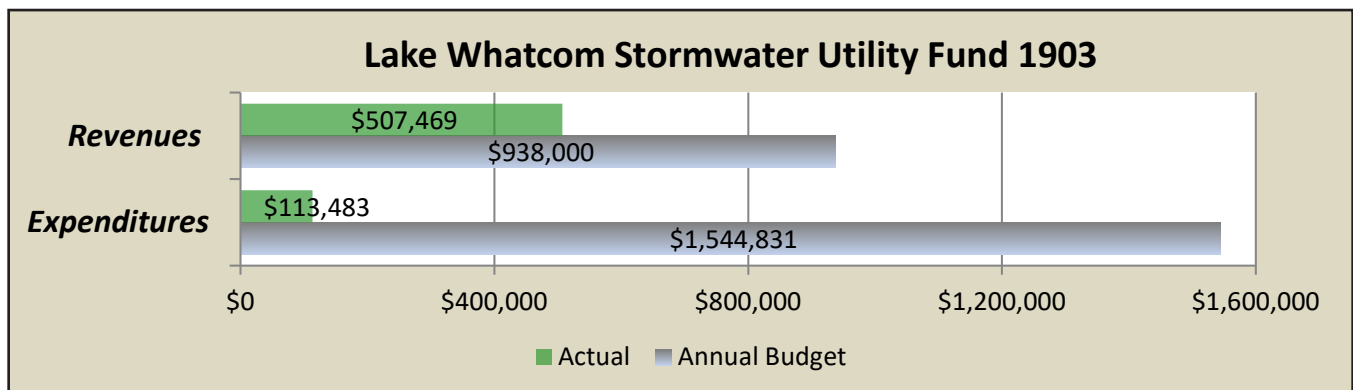 Lake Whatcom Stormwater Utility Fund 1903
Revenues
$507,469
$938,000
Expenditures
$113,483
$1,544,831
$0 $400,000 $800,000 $1,200,000 $1,600,000
Actual Annual Budget